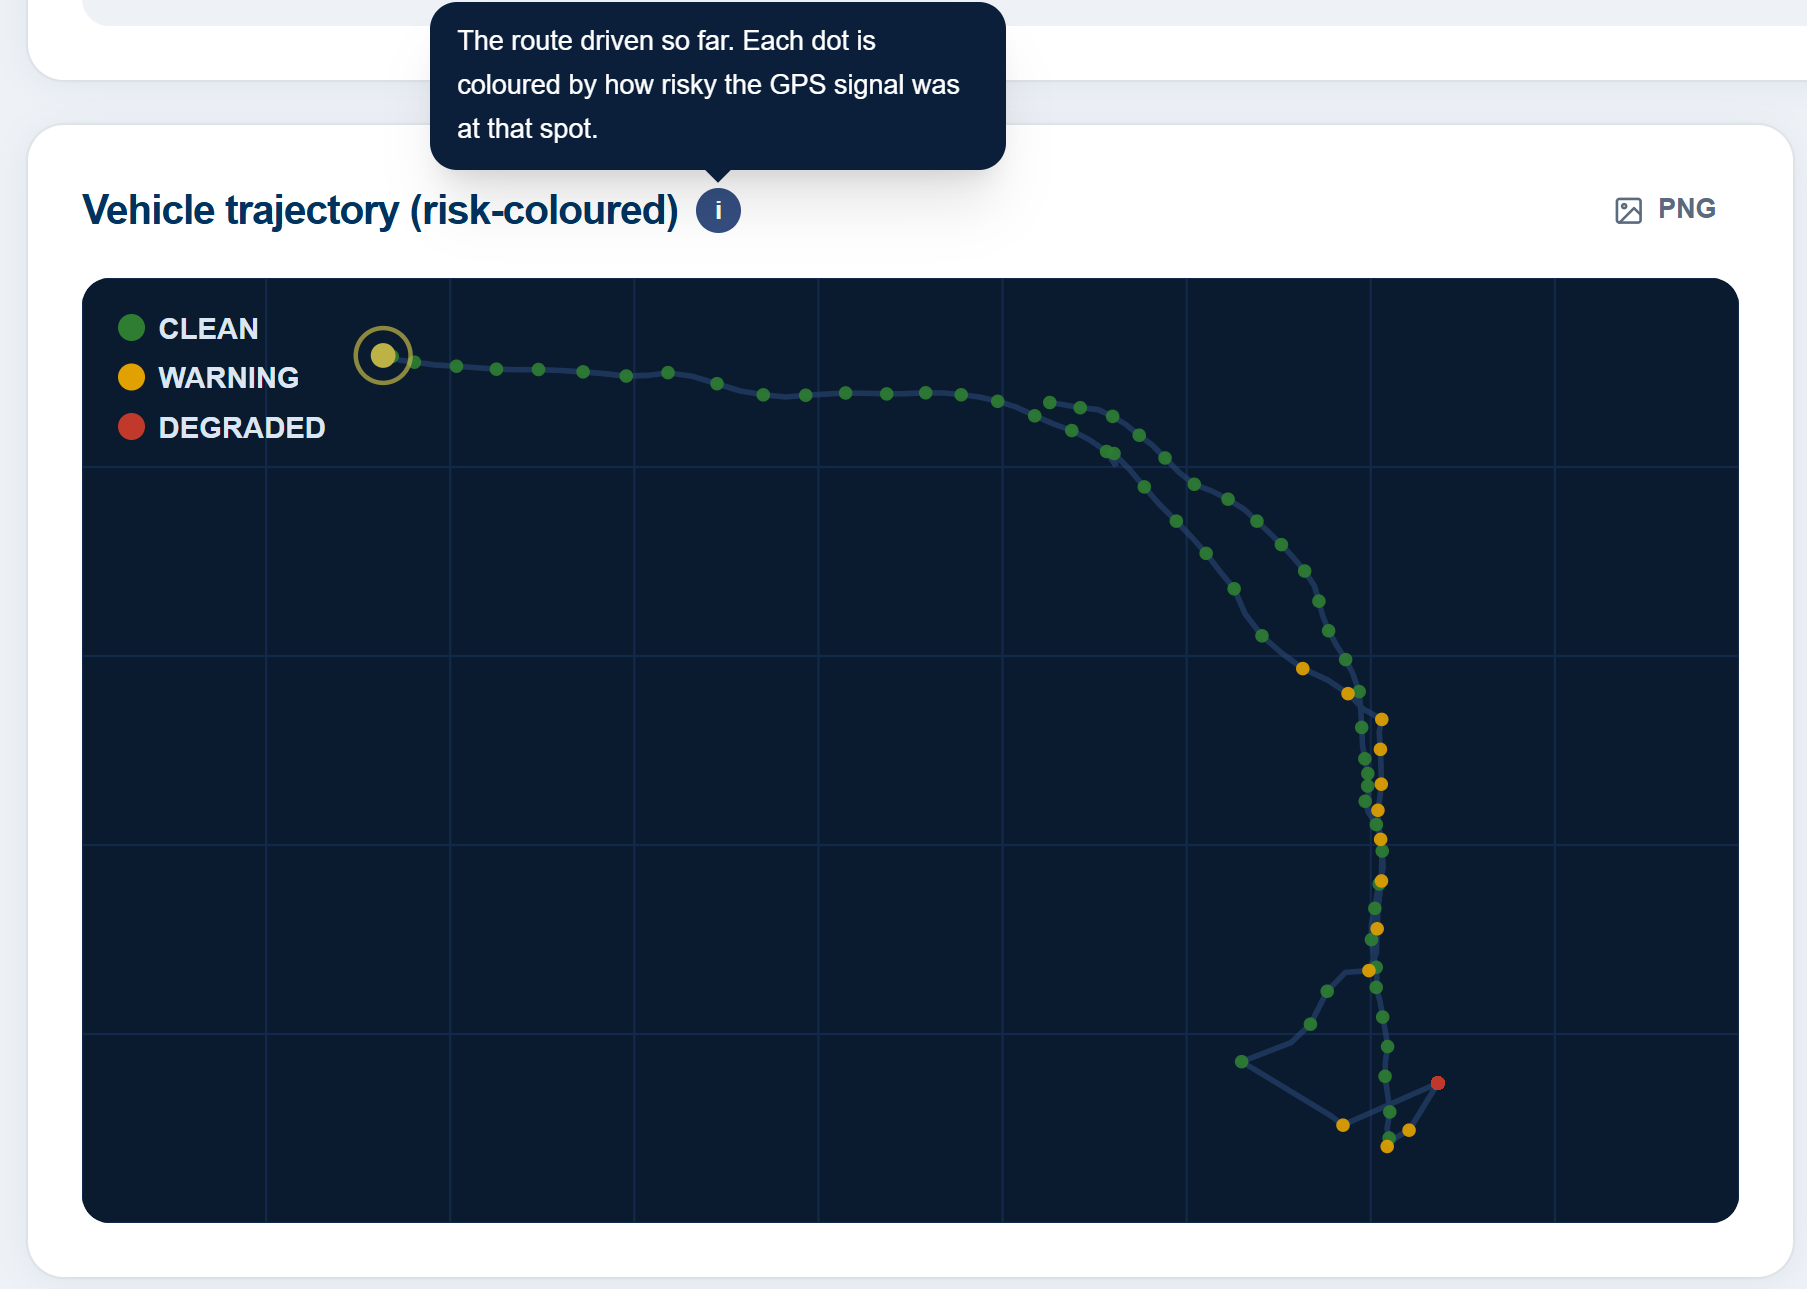 The route driven so far. Each dot is
coloured by how risky the GPS signal was
at that spot.
Vehicle trajectory (risk-coloured) i
PNG
CLEAN
WARNING
DEGRADED